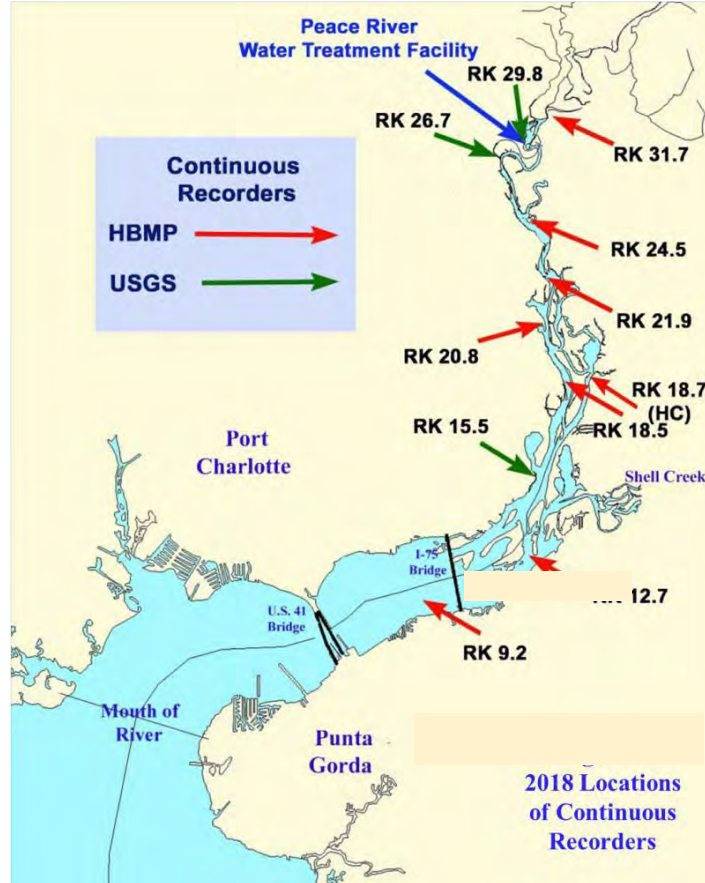 Peace River
Water Treatment Facility
RK 29.8
RK 26.7
RK 31.7
Continuous
Recorders
HBMP
USGS
RK 24.5
RK 21.9
RK 20.8
RK 18.7
(HC)
RK 18.5
RK 15.5
Port
Charlotte
Shell Creek
I-75
Bridge
12.7
U.S. 41
Bridge
RK 9.2
Mouth of
River
Punta
Gorda
2018 Locations
of Continuous
Recorders